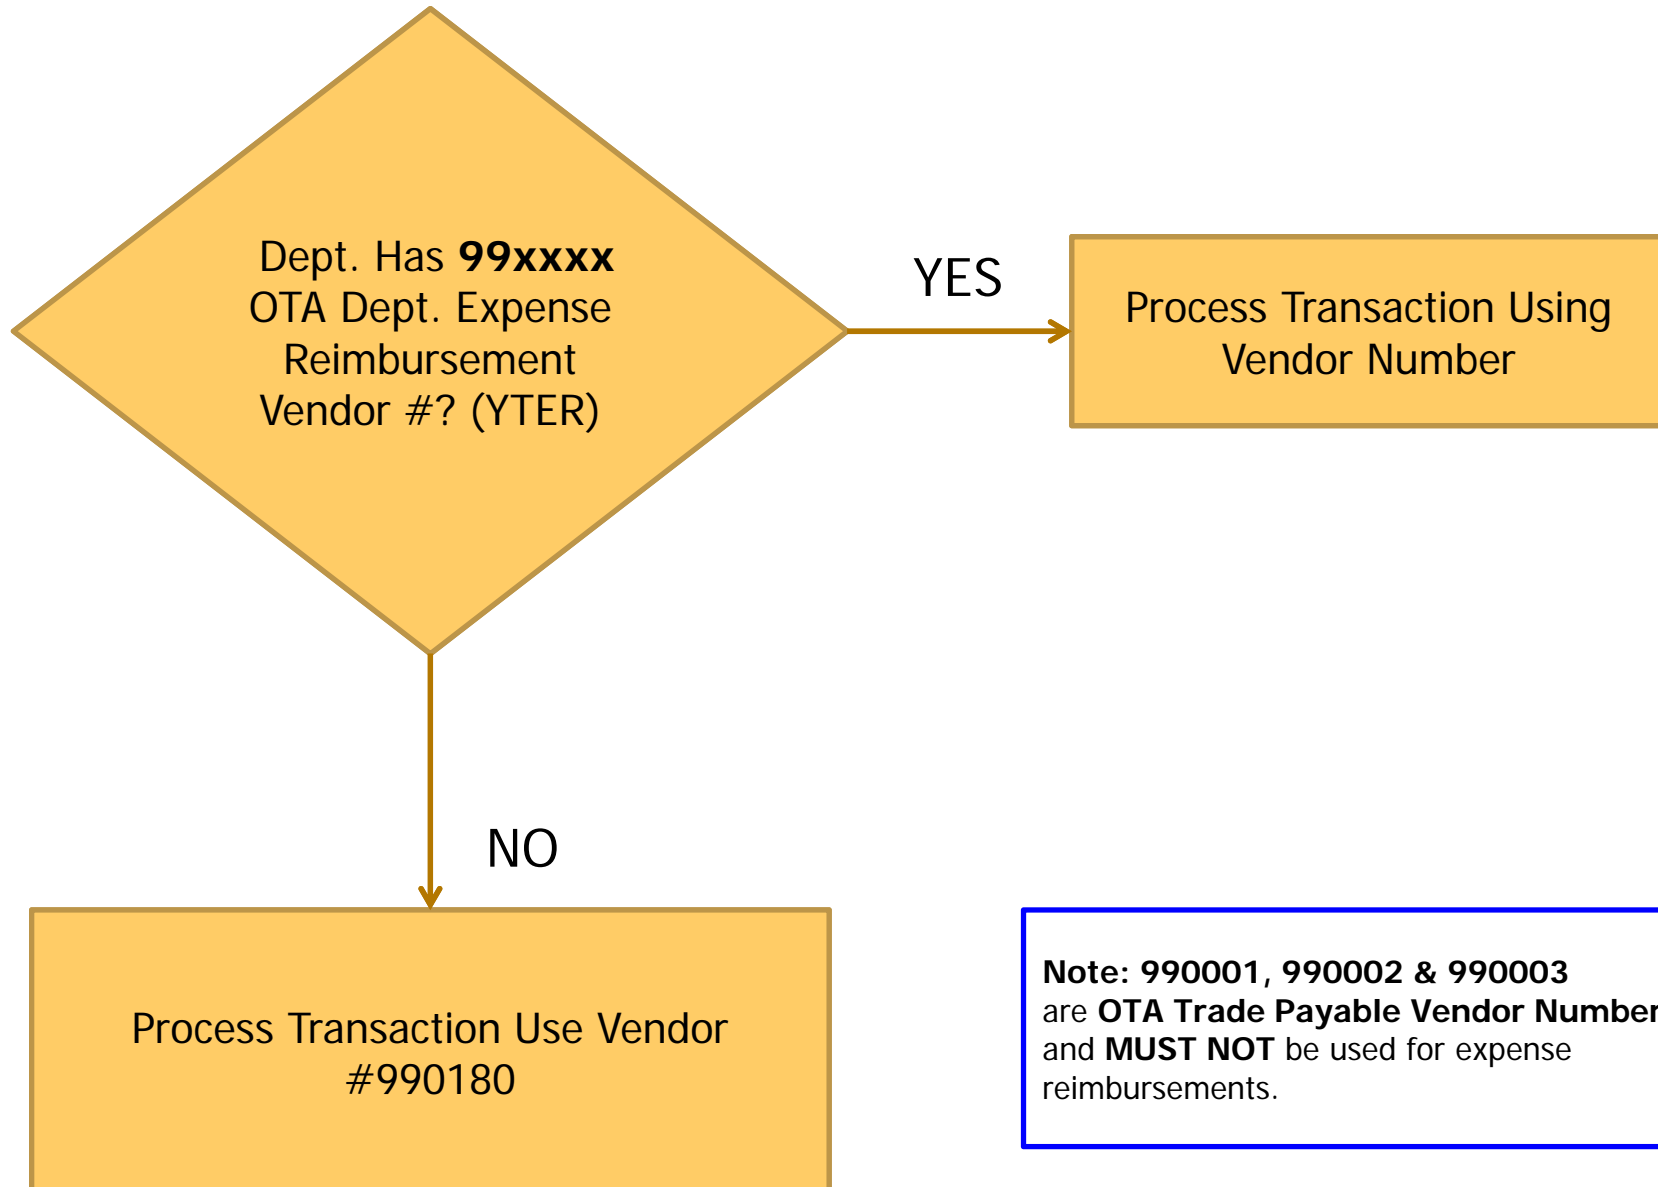 Dept. Has 99xxxx
OTA Dept. Expense
Reimbursement
Vendor #? (YTER)
YES
Process Transaction Using
Vendor Number
NO
Process Transaction Use Vendor
#990180
Note: 990001, 990002 & 990003
are OTA Trade Payable Vendor Number
and MUST NOT be used for expense
reimbursements.